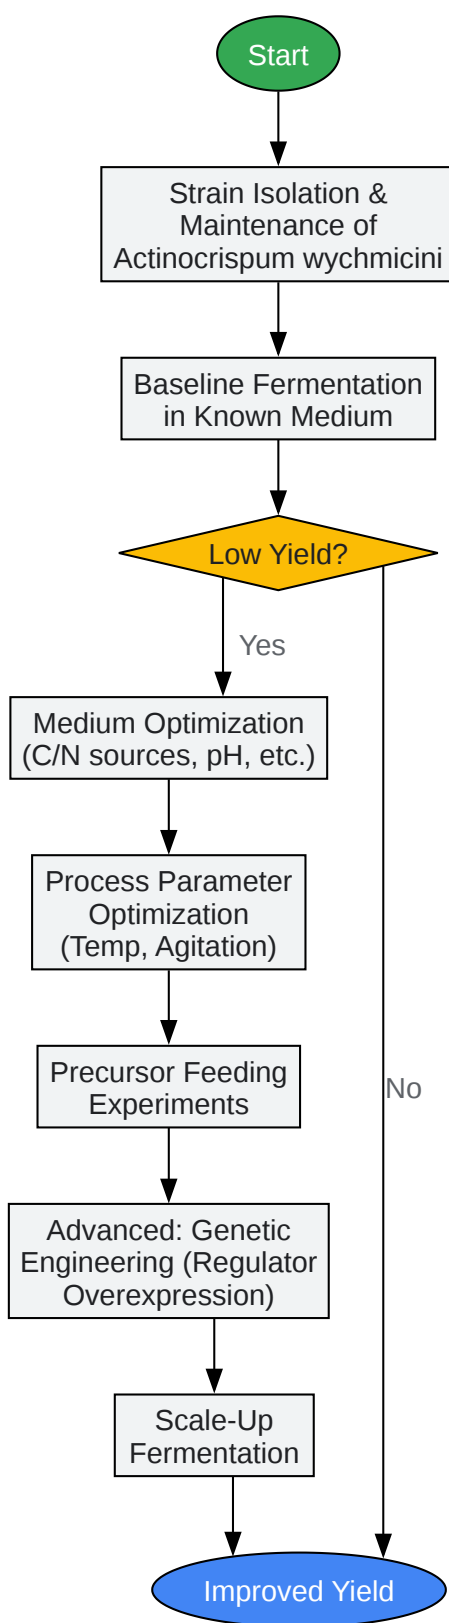 Start
Strain Isolation &
Maintenance of
Actinocrispum wychmicini
Baseline Fermentation
in Known Medium
Low Yield?
Yes
Medium Optimization
(C/N sources, pH, etc.)
Process Parameter
Optimization
(Temp, Agitation)
Precursor Feeding
Experiments
No
Advanced: Genetic
Engineering (Regulator
Overexpression)
Scale-Up
Fermentation
Improved Yield